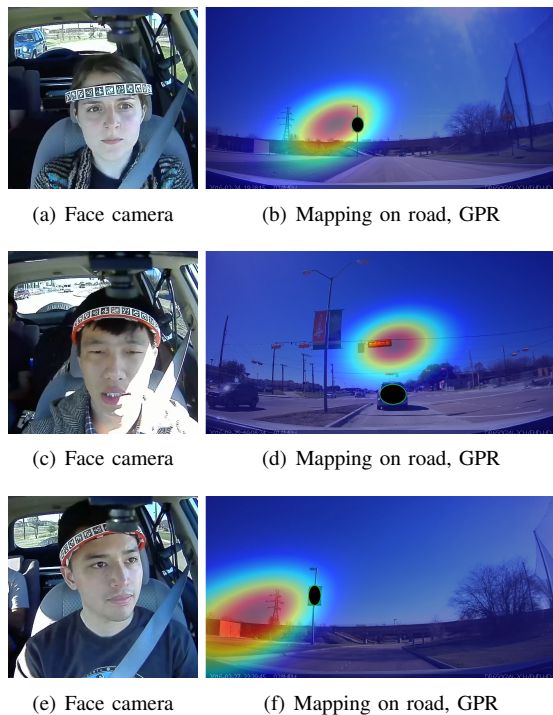 (a) Face camera
(b) Mapping on road, GPR
(c) Face camera
(d) Mapping on road, GPR
(e) Face camera
(f) Mapping on road, GPR